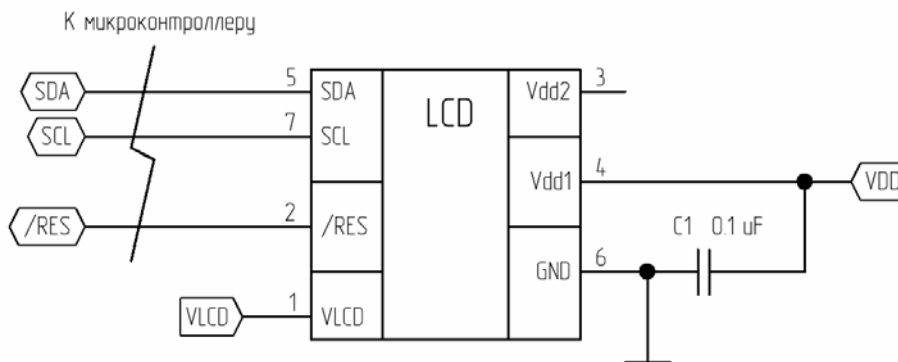 К микроконтроллеру
SDA 5 SDA LCD Vdd2 3
SCL 7 SCL
Vdd1 4 VDD
/RES 2 /RES C1 0.1 uF
GND 6
VLCD 1 VLCD